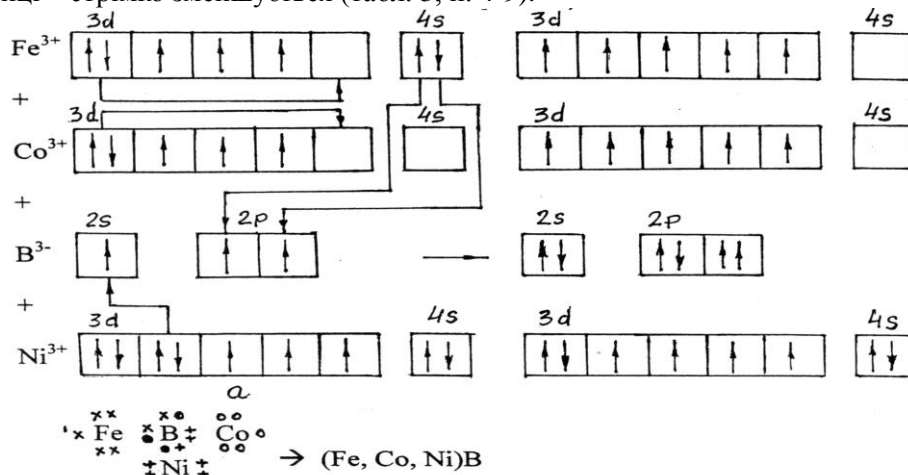 3d 4s 3d 4s
Fe³⁺
+
3d 4s 3d 4s
Co³⁺
+
2s 2p 2s 2p
B³⁻
+
3d 4s 3d 4s
Ni³⁺
a
Fe B Co
Ni → (Fe, Co, Ni)B